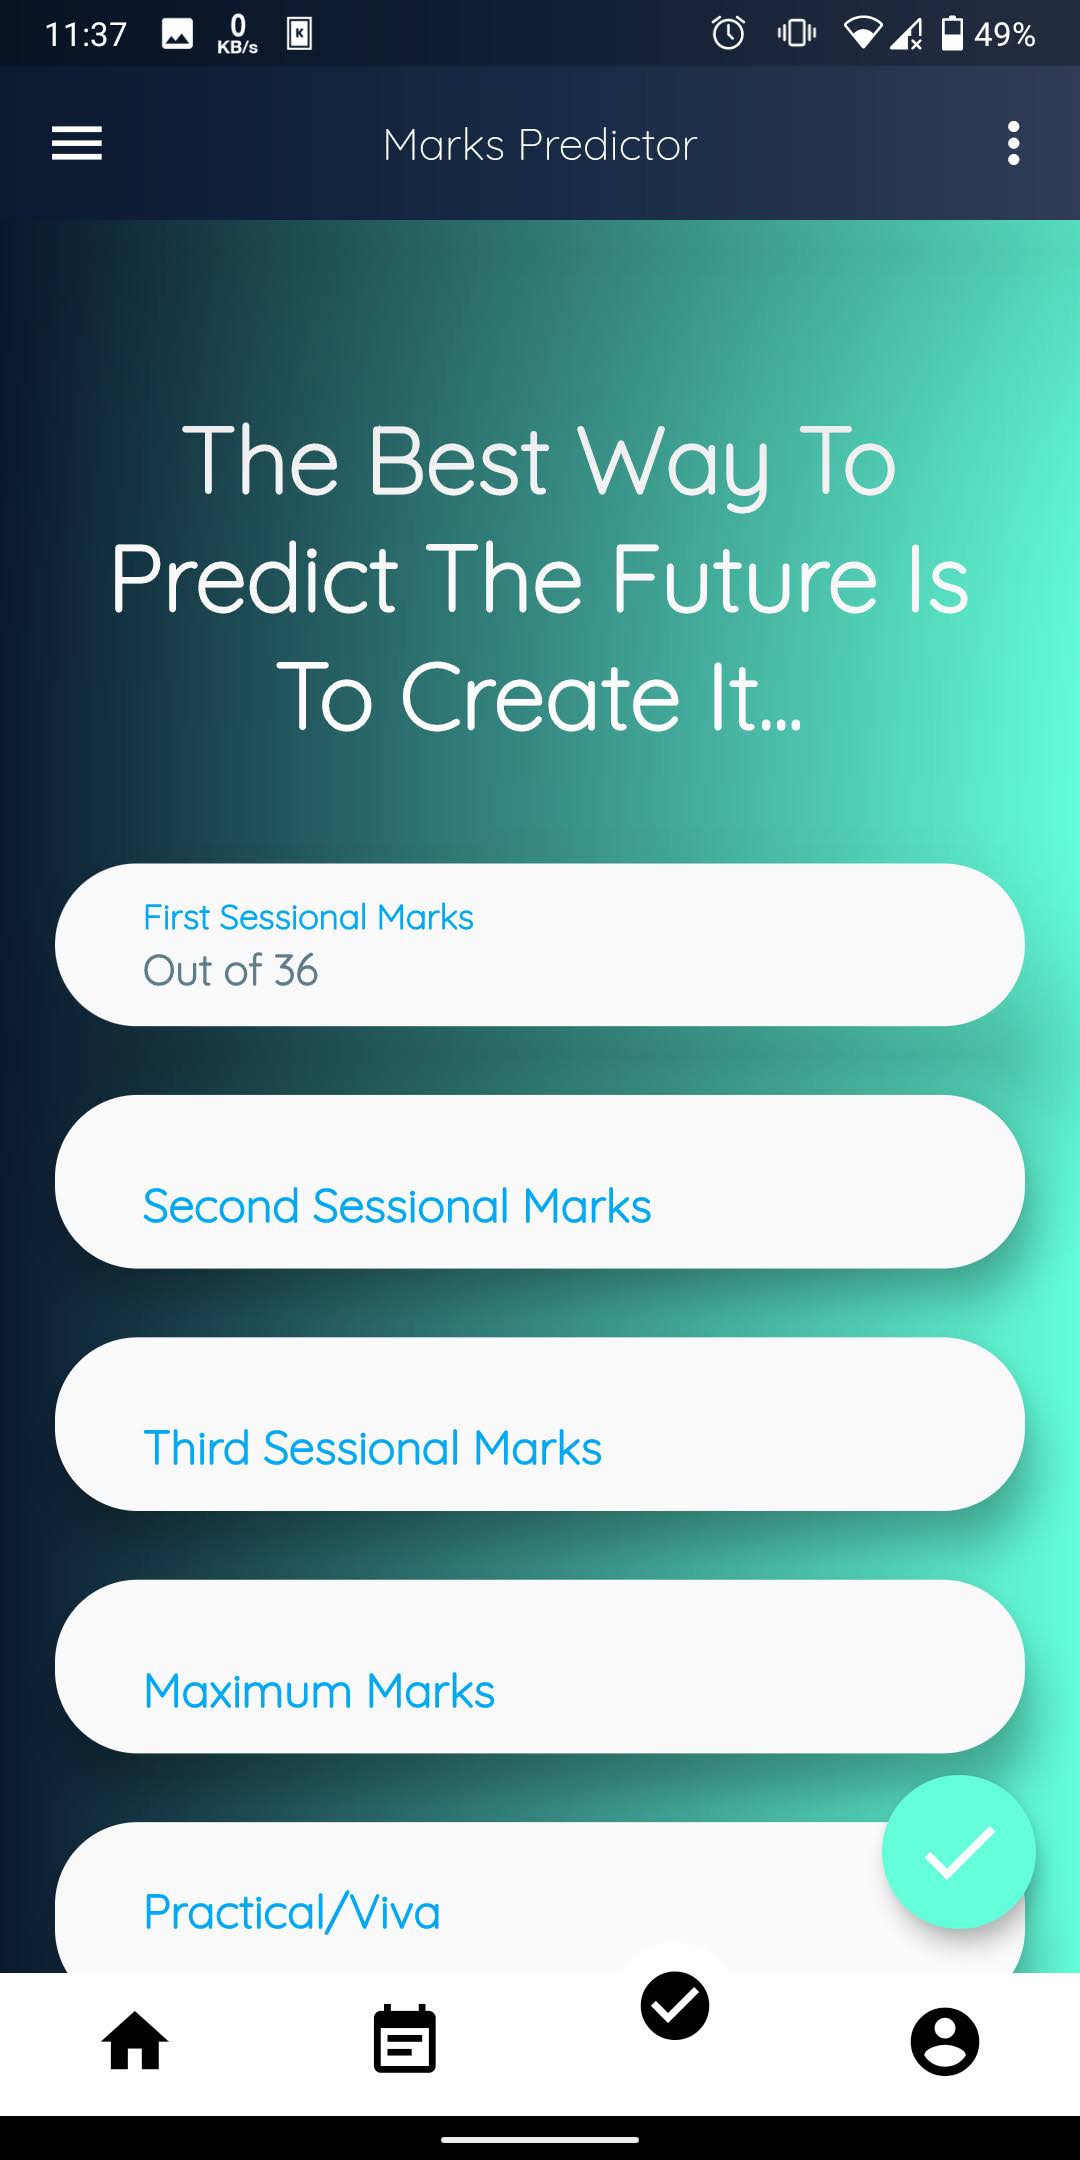 11:37
0
KB/s
K
49%
Marks Predictor
The Best Way To
Predict The Future Is
To Create It...
First Sessional Marks
Out of 36
Second Sessional Marks
Third Sessional Marks
Maximum Marks
Practical/Viva